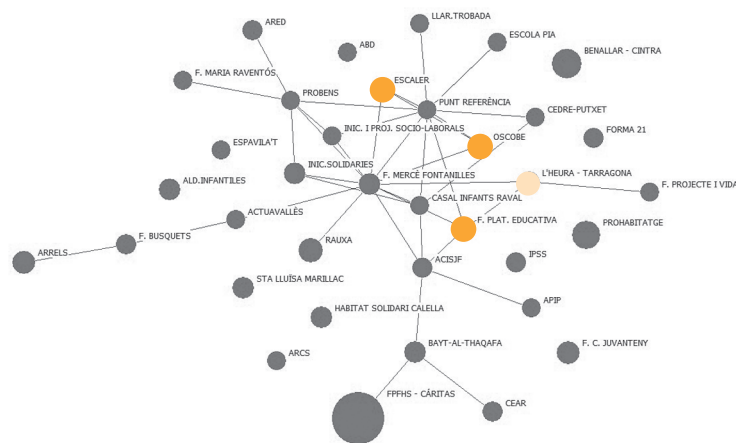 LLAR.TROBADA
ARED
ESCOLA PIA
ABD
BENALLAR - CINTRA
F. MARIA RAVENTÓS
ESCALER
PROBENS
PUNT REFERÈNCIA
CEDRE-PUTXET
INIC. I PROJ. SOCIO-LABORALS
OSCOBE
FORMA 21
ESPAVILA'T
INIC.SOLIDARIES
F. MERCÈ FONTANILLES
L'HEURA - TARRAGONA
ALD.INFANTILES
F. PROJECTE I VIDA
CASAL INFANTS RAVAL
ACTUAVALLÈS
F. PLAT. EDUCATIVA
F. BUSQUETS
RAUXA
PROHABITATGE
ARRELS
IPSS
ACISJF
STA LLUÏSA MARILLAC
HABITAT SOLIDARI CALELLA
APIP
BAYT-AL-THAQAFA
F. C. JUVANTENY
ARCS
FPFHS - CÁRITAS
CEAR